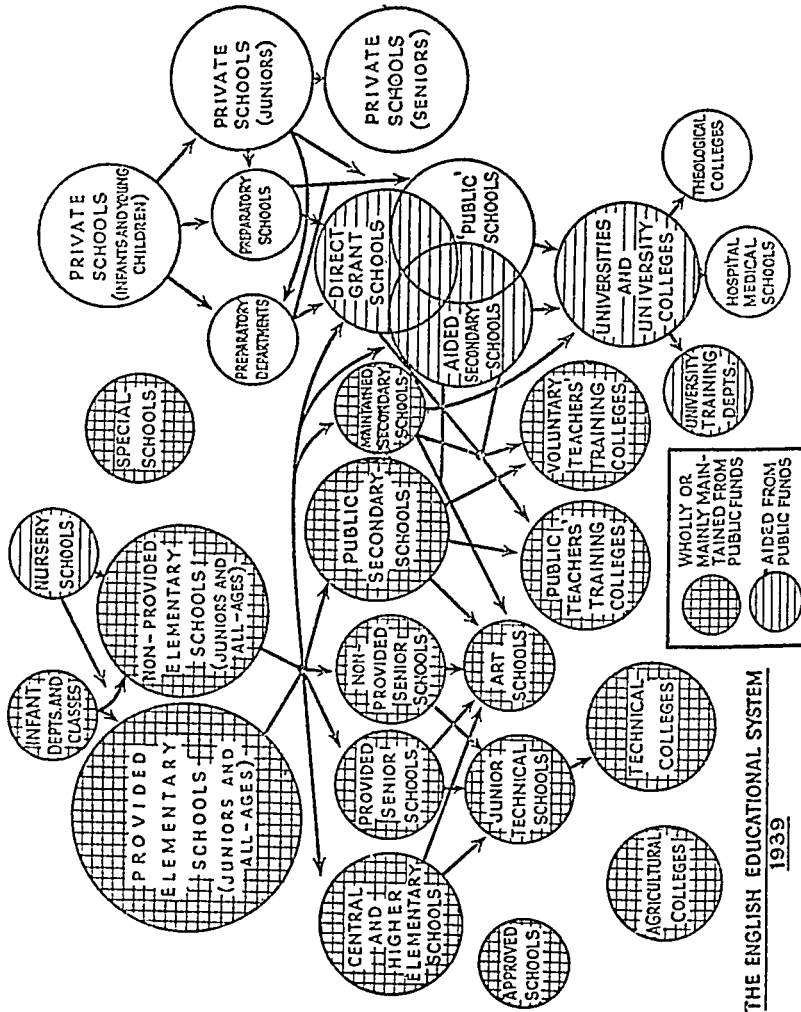 INFANT
DEPTS. AND
CLASSES
NURSERY
SCHOOLS
SPECIAL
SCHOOLS
PRIVATE
SCHOOLS
(INFANTS AND YOUNG
CHILDREN)
PROVIDED
ELEMENTARY
SCHOOLS
(JUNIORS AND
ALL-AGES)
NON-PROVIDED
ELEMENTARY
SCHOOLS
(JUNIORS AND
ALL-AGES)
PREPARATORY
DEPARTMENTS
PREPARATORY
SCHOOLS
PRIVATE
SCHOOLS
(JUNIORS)
CENTRAL
AND
HIGHER
ELEMENTARY
SCHOOLS
PROVIDED
SENIOR
SCHOOLS
NON-
PROVIDED
SENIOR
SCHOOLS
PUBLIC
SECONDARY
SCHOOLS
MAINTAINED
SECONDARY
SCHOOLS
DIRECT
GRANT
SCHOOLS
AIDED
SECONDARY
SCHOOLS
'PUBLIC'
SCHOOLS
PRIVATE
SCHOOLS
(SENIORS)
APPROVED
SCHOOLS
JUNIOR
TECHNICAL
SCHOOLS
ART
SCHOOLS
PUBLIC
TEACHERS'
TRAINING
COLLEGES
VOLUNTARY
TEACHERS'
TRAINING
COLLEGES
UNIVERSITIES
AND
UNIVERSITY
COLLEGES
AGRICULTURAL
COLLEGES
TECHNICAL
COLLEGES
UNIVERSITY
TRAINING
DEPTS.
HOSPITAL
MEDICAL
SCHOOLS
THEOLOGICAL
COLLEGES
WHOLLY OR
MAINLY MAIN-
TAINED FROM
PUBLIC FUNDS
AIDED FROM
PUBLIC FUNDS
THE ENGLISH EDUCATIONAL SYSTEM
1939